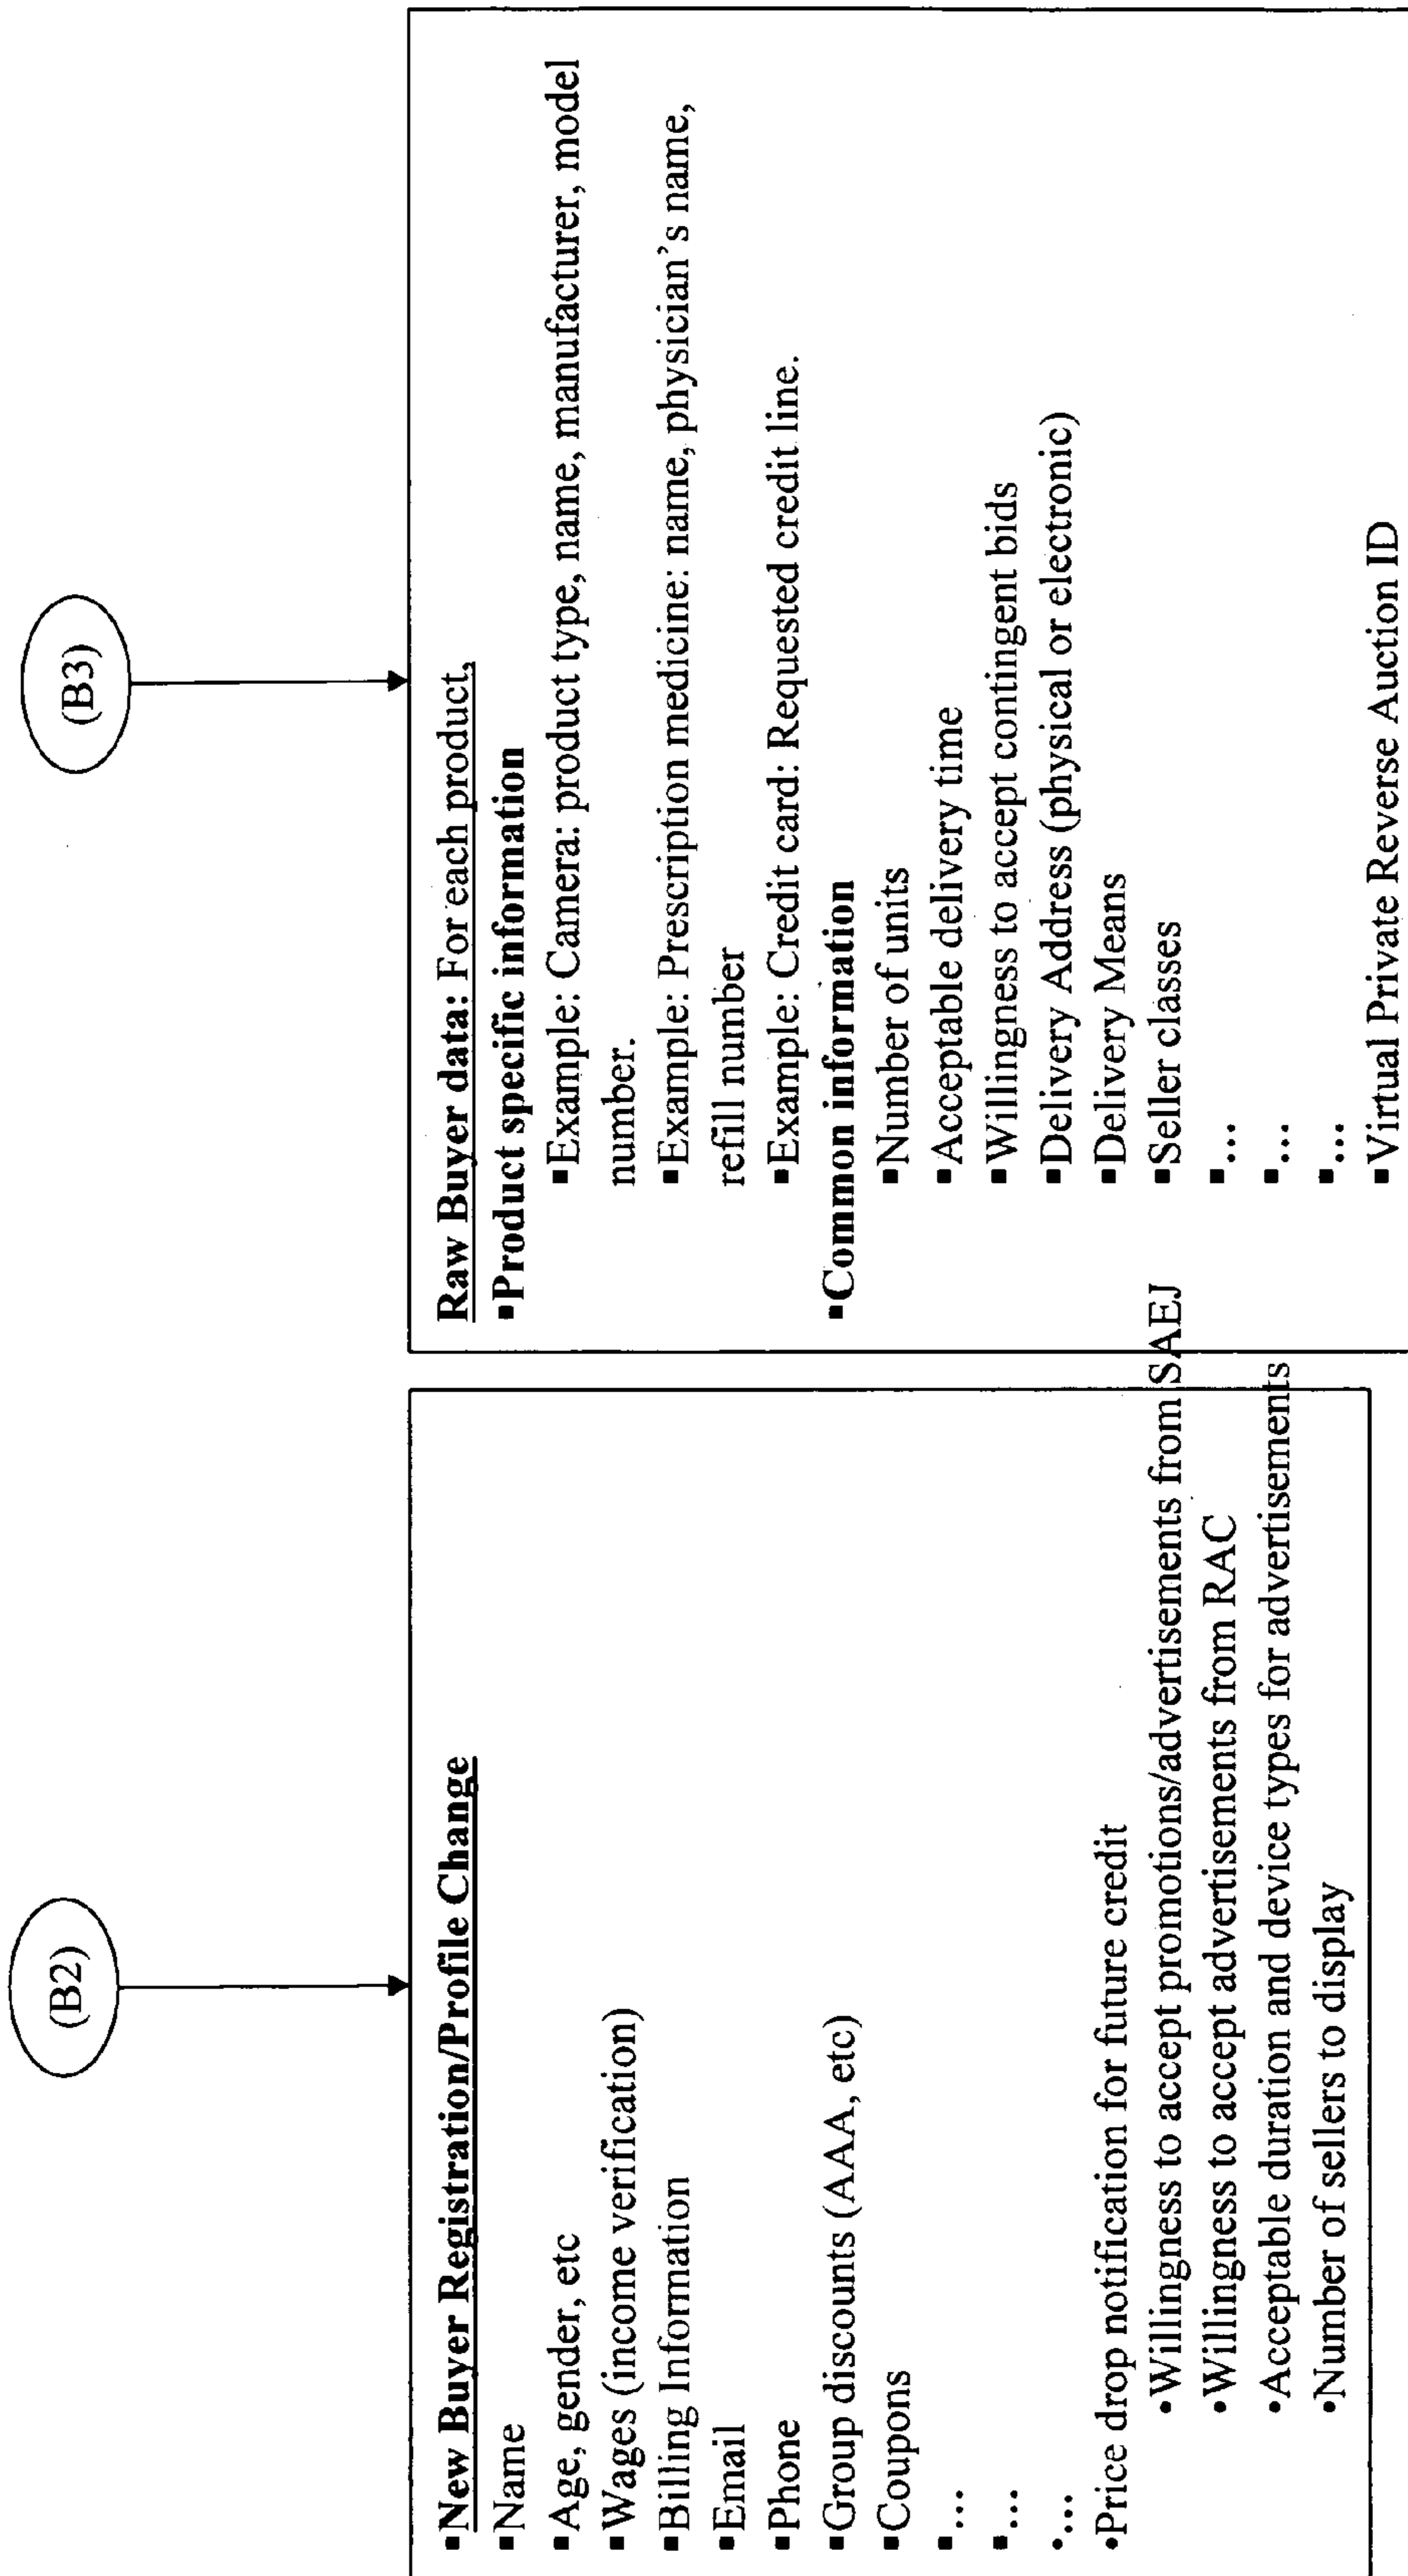 (B2)
▪New Buyer Registration/Profile Change
▪Name
▪Age, gender, etc
▪Wages (income verification)
▪Billing Information
▪Email
▪Phone
▪Group discounts (AAA, etc)
▪Coupons
▪...
▪...
•...
•Price drop notification for future credit
•Willingness to accept promotions/advertisements from SAEJ
•Willingness to accept advertisements from RAC
•Acceptable duration and device types for advertisements
•Number of sellers to display
(B3)
Raw Buyer data: For each product,
▪Product specific information
▪Example: Camera: product type, name, manufacturer, model
number.
▪Example: Prescription medicine: name, physician's name,
refill number
▪Example: Credit card: Requested credit line.
▪Common information
▪Number of units
▪Acceptable delivery time
▪Willingness to accept contingent bids
▪Delivery Address (physical or electronic)
▪Delivery Means
▪Seller classes
▪...
▪...
▪...
▪Virtual Private Reverse Auction ID